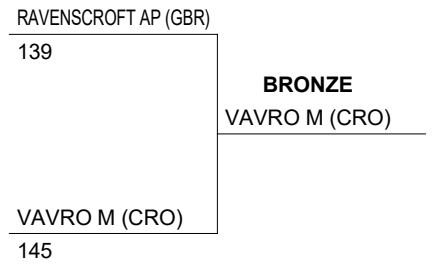 RAVENSCROFT AP (GBR)
139
BRONZE
VAVRO M (CRO)
VAVRO M (CRO)
145